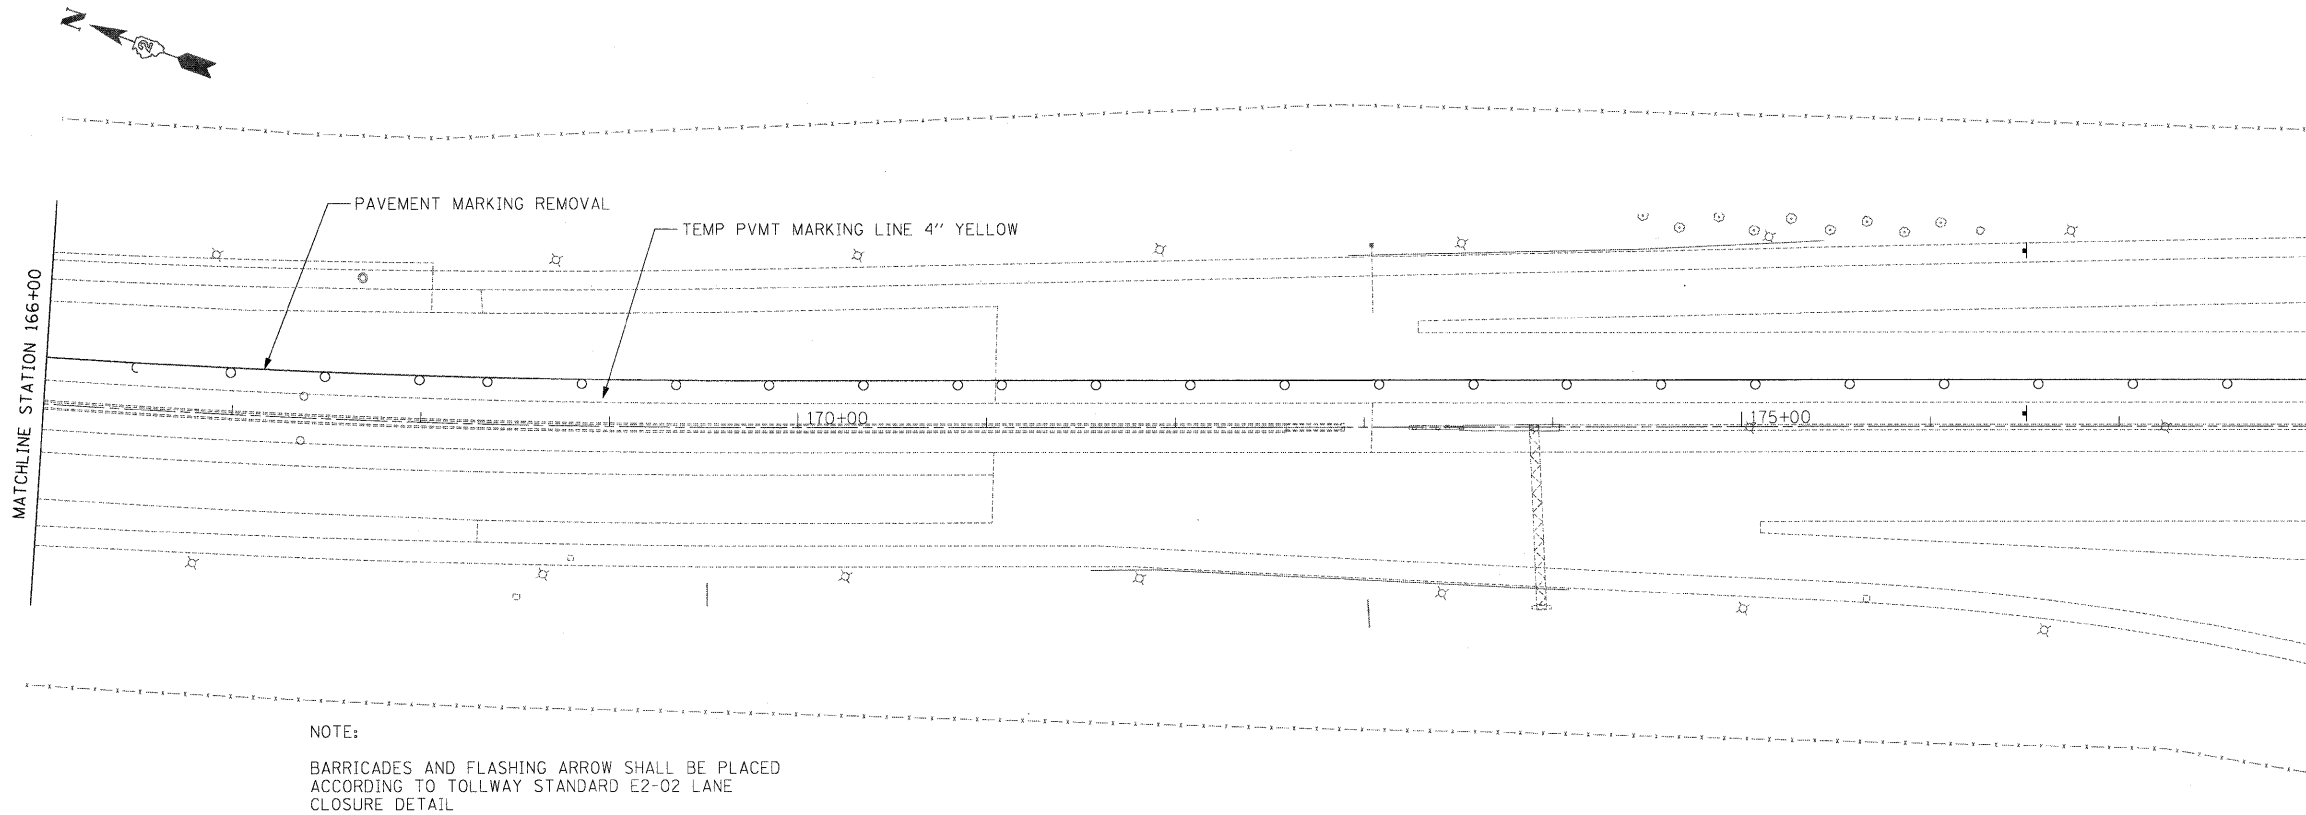 N
2
PAVEMENT MARKING REMOVAL
TEMP PVMT MARKING LINE 4" YELLOW
MATCHLINE STATION 166+00
170+00
175+00
NOTE:
BARRICADES AND FLASHING ARROW SHALL BE PLACED
ACCORDING TO TOLLWAY STANDARD E2-02 LANE
CLOSURE DETAIL